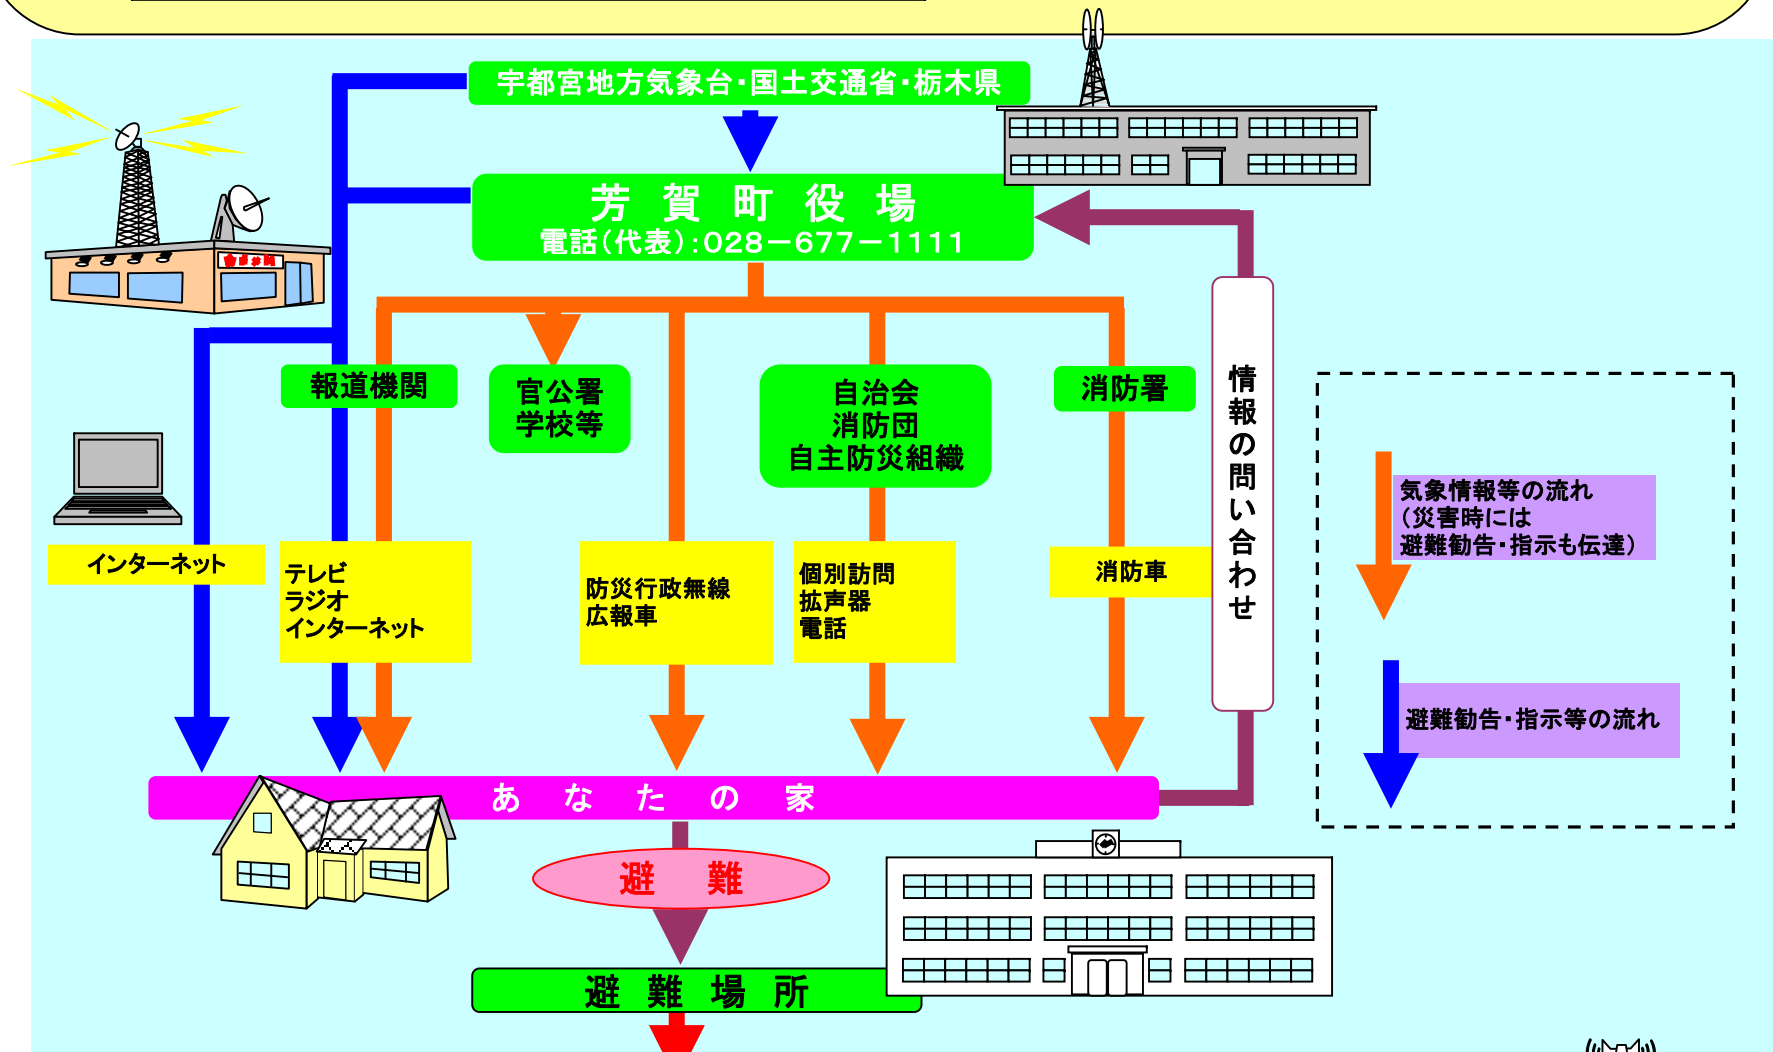 宇都宮地方気象台・国土交通省・栃木県
芳賀町役場
電話(代表):028-677-1111
報道機関
官公署
学校等
自治会
消防団
自主防災組織
消防署
情報の問い合わせ
気象情報等の流れ
(災害時には
避難勧告・指示も伝達)
インターネット
テレビ
ラジオ
インターネット
防災行政無線
広報車
個別訪問
拡声器
電話
消防車
避難勧告・指示等の流れ
あなたの家
避難
避難場所